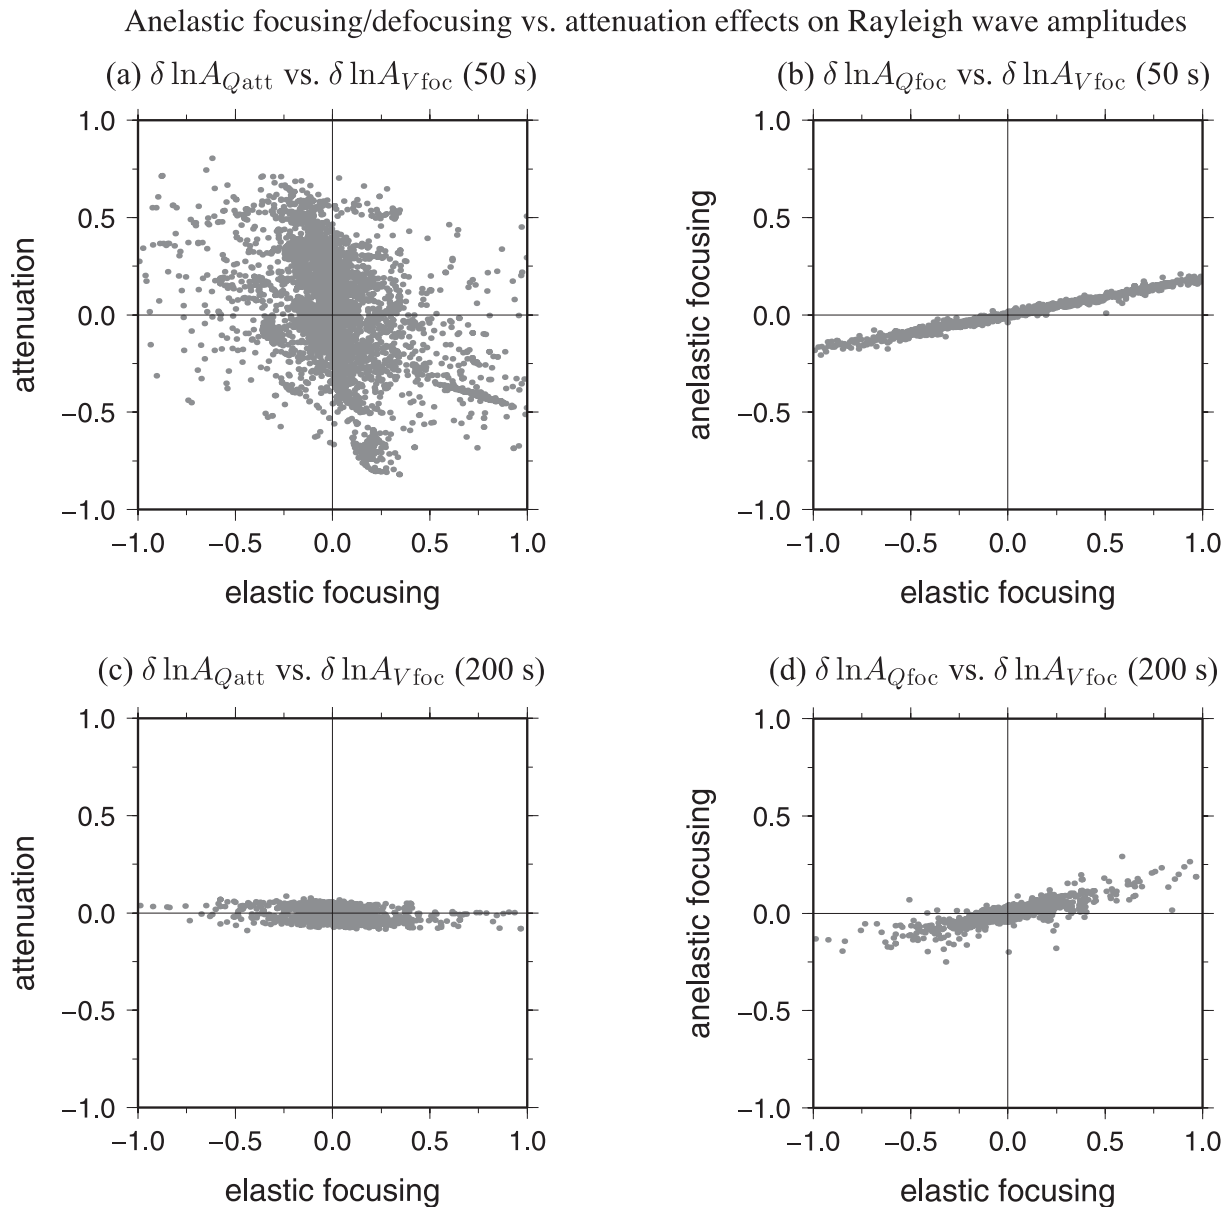 Anelastic focusing/defocusing vs. attenuation effects on Rayleigh wave amplitudes
(a) δ lnA_Qatt vs. δ lnA_Vfoc (50 s)
1.0
0.5
0.0
−0.5
−1.0
attenuation
−1.0 −0.5 0.0 0.5 1.0
elastic focusing
(b) δ lnA_Qfoc vs. δ lnA_Vfoc (50 s)
1.0
0.5
0.0
−0.5
−1.0
anelastic focusing
−1.0 −0.5 0.0 0.5 1.0
elastic focusing
(c) δ lnA_Qatt vs. δ lnA_Vfoc (200 s)
1.0
0.5
0.0
−0.5
−1.0
attenuation
−1.0 −0.5 0.0 0.5 1.0
elastic focusing
(d) δ lnA_Qfoc vs. δ lnA_Vfoc (200 s)
1.0
0.5
0.0
−0.5
−1.0
anelastic focusing
−1.0 −0.5 0.0 0.5 1.0
elastic focusing